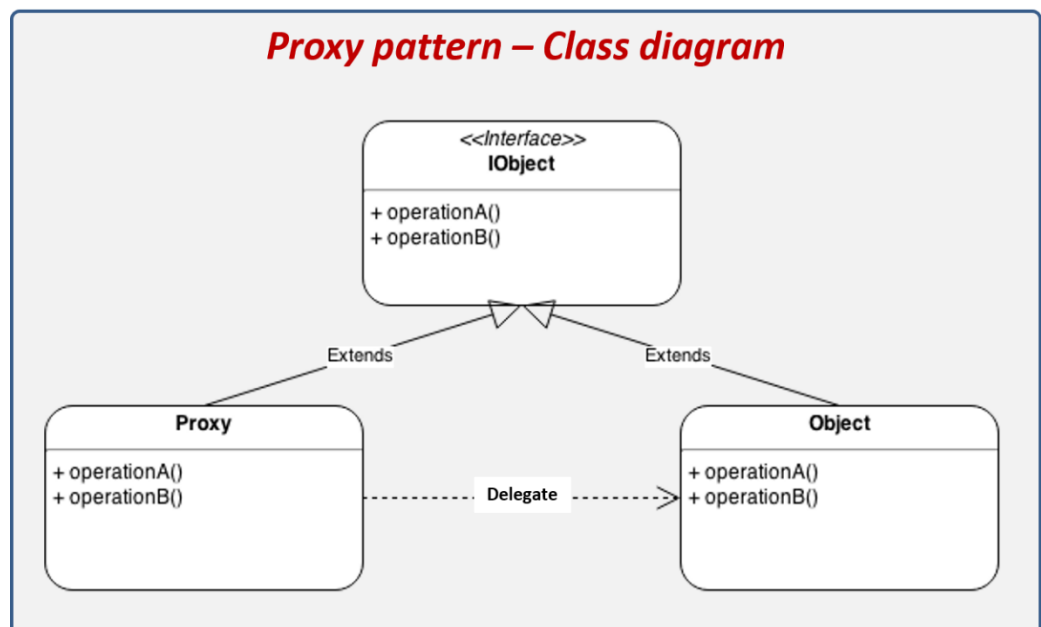 Proxy pattern – Class diagram
<<Interface>>
IObject
+ operationA()
+ operationB()
Extends
Extends
Proxy
+ operationA()
+ operationB()
Delegate
Object
+ operationA()
+ operationB()